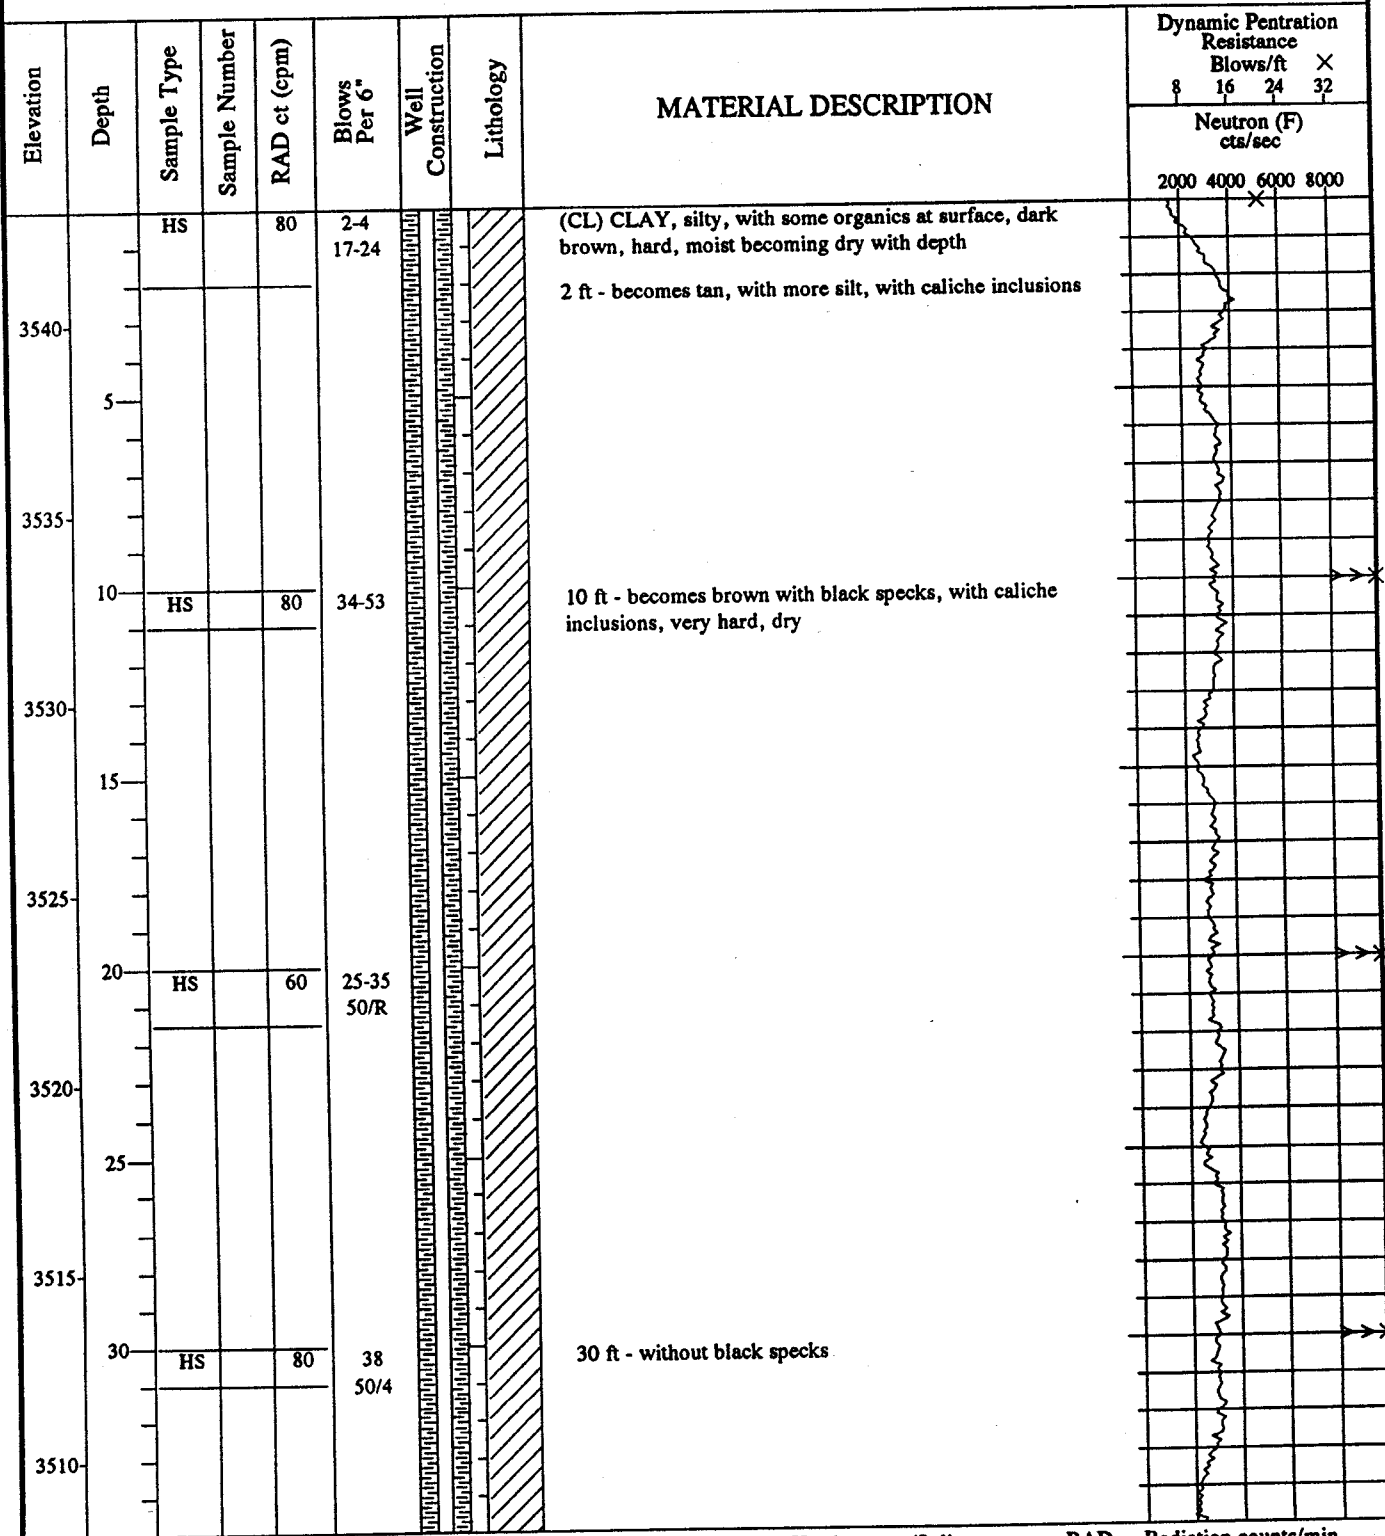 Elevation
Depth
Sample Type
Sample Number
RAD ct (cpm)
Blows
Per 6"
Well
Construction
Lithology
MATERIAL DESCRIPTION
Dynamic Pentration
Resistance
Blows/ft ×
8 16 24 32
Neutron (F)
cts/sec
2000 4000 6000 8000
HS 80 2-4
17-24
(CL) CLAY, silty, with some organics at surface, dark
brown, hard, moist becoming dry with depth
2 ft - becomes tan, with more silt, with caliche inclusions
3540
5
3535
10
HS 80 34-53
10 ft - becomes brown with black specks, with caliche
inclusions, very hard, dry
3530
15
3525
20
HS 60 25-35
50/R
3520
25
3515
30
HS 80 38
50/4
30 ft - without black specks
3510
RAD Radiation counts/min